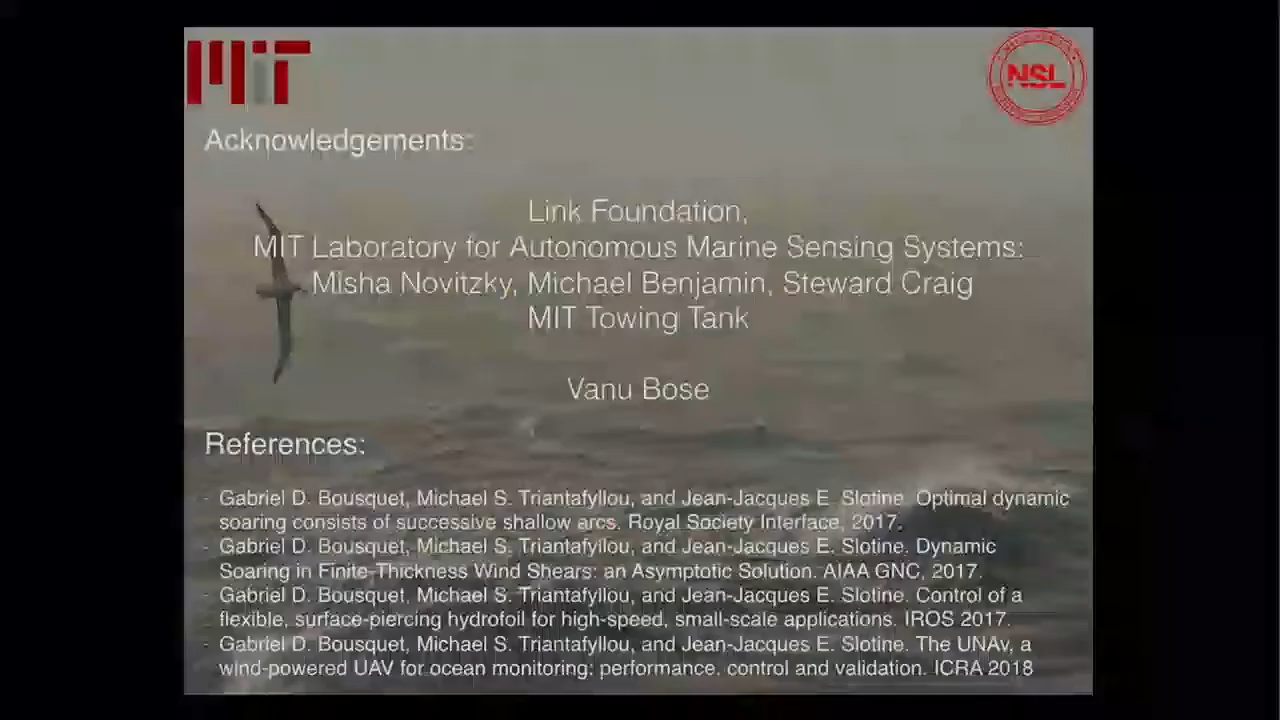 MIT
NSL
Acknowledgements:
Link Foundation,
MIT Laboratory for Autonomous Marine Sensing Systems:
Misha Novitzky, Michael Benjamin, Steward Craig
MIT Towing Tank
Vanu Bose
References:
- Gabriel D. Bousquet, Michael S. Triantafyllou, and Jean-Jacques E. Slotine. Optimal dynamic
soaring consists of successive shallow arcs. Royal Society Interface, 2017.
- Gabriel D. Bousquet, Michael S. Triantafyllou, and Jean-Jacques E. Slotine. Dynamic
Soaring in Finite-Thickness Wind Shears: an Asymptotic Solution. AIAA GNC, 2017.
- Gabriel D. Bousquet, Michael S. Triantafyllou, and Jean-Jacques E. Slotine. Control of a
flexible, surface-piercing hydrofoil for high-speed, small-scale applications. IROS 2017.
- Gabriel D. Bousquet, Michael S. Triantafyllou, and Jean-Jacques E. Slotine. The UNAv, a
wind-powered UAV for ocean monitoring: performance, control and validation. ICRA 2018